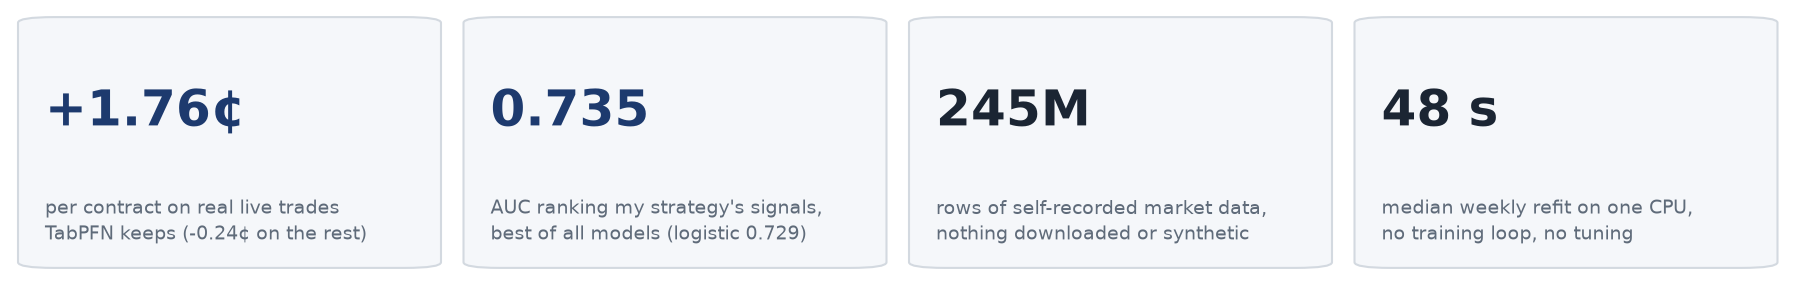 +1.76¢
per contract on real live trades
TabPFN keeps (-0.24¢ on the rest)
0.735
AUC ranking my strategy's signals,
best of all models (logistic 0.729)
245M
rows of self-recorded market data,
nothing downloaded or synthetic
48 s
median weekly refit on one CPU,
no training loop, no tuning